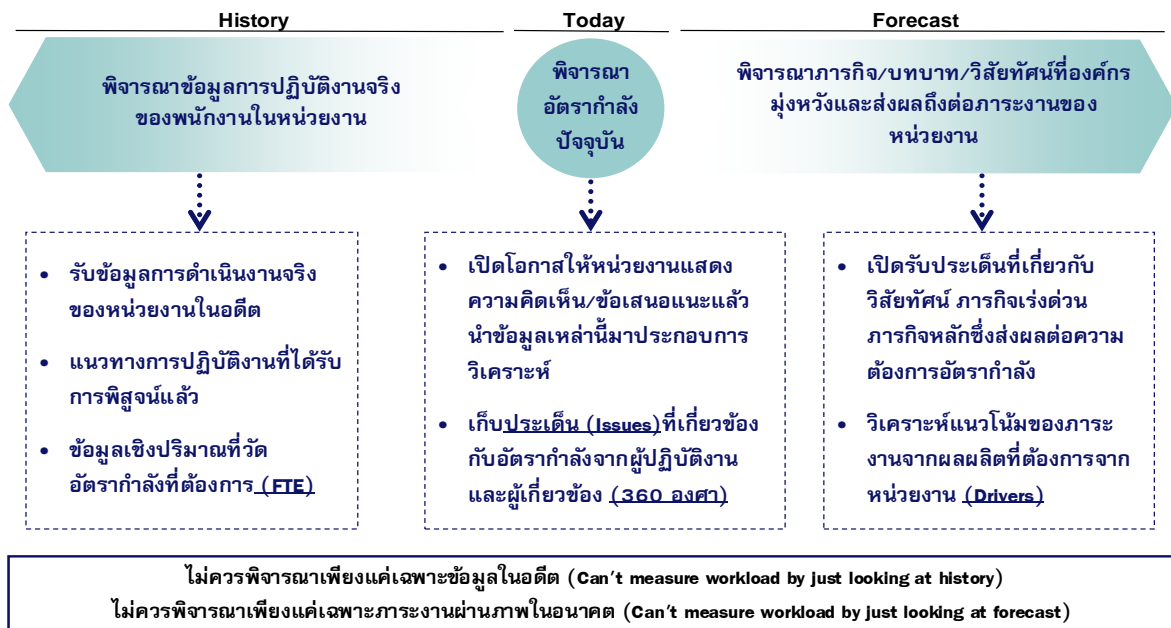 History
Today
Forecast
พิจารณาข้อมูลการปฏิบัติงานจริง
ของพนักงานในหน่วยงาน
พิจารณา
อัตรากำลัง
ปัจจุบัน
พิจารณาภารกิจ/บทบาท/วิสัยทัศน์ที่องค์กร
มุ่งหวังและส่งผลถึงต่อภาระงานของ
หน่วยงาน
• รับข้อมูลการดำเนินงานจริง
ของหน่วยงานในอดีต
• แนวทางการปฏิบัติงานที่ได้รับ
การพิสูจน์แล้ว
• ข้อมูลเชิงปริมาณที่วัด
อัตรากำลังที่ต้องการ (FTE)
• เปิดโอกาสให้หน่วยงานแสดง
ความคิดเห็น/ข้อเสนอแนะแล้ว
นำข้อมูลเหล่านี้มาประกอบการ
วิเคราะห์
• เก็บประเด็น (Issues)ที่เกี่ยวข้อง
กับอัตรากำลังจากผู้ปฏิบัติงาน
และผู้เกี่ยวข้อง (360 องศา)
• เปิดรับประเด็นที่เกี่ยวกับ
วิสัยทัศน์ ภารกิจเร่งด่วน
ภารกิจหลักซึ่งส่งผลต่อความ
ต้องการอัตรากำลัง
• วิเคราะห์แนวโน้มของภาระ
งานจากผลผลิตที่ต้องการจาก
หน่วยงาน (Drivers)
ไม่ควรพิจารณาเพียงแค่เฉพาะข้อมูลในอดีต (Can't measure workload by just looking at history)
ไม่ควรพิจารณาเพียงแค่เฉพาะภาระงานผ่านภาพในอนาคต (Can't measure workload by just looking at forecast)